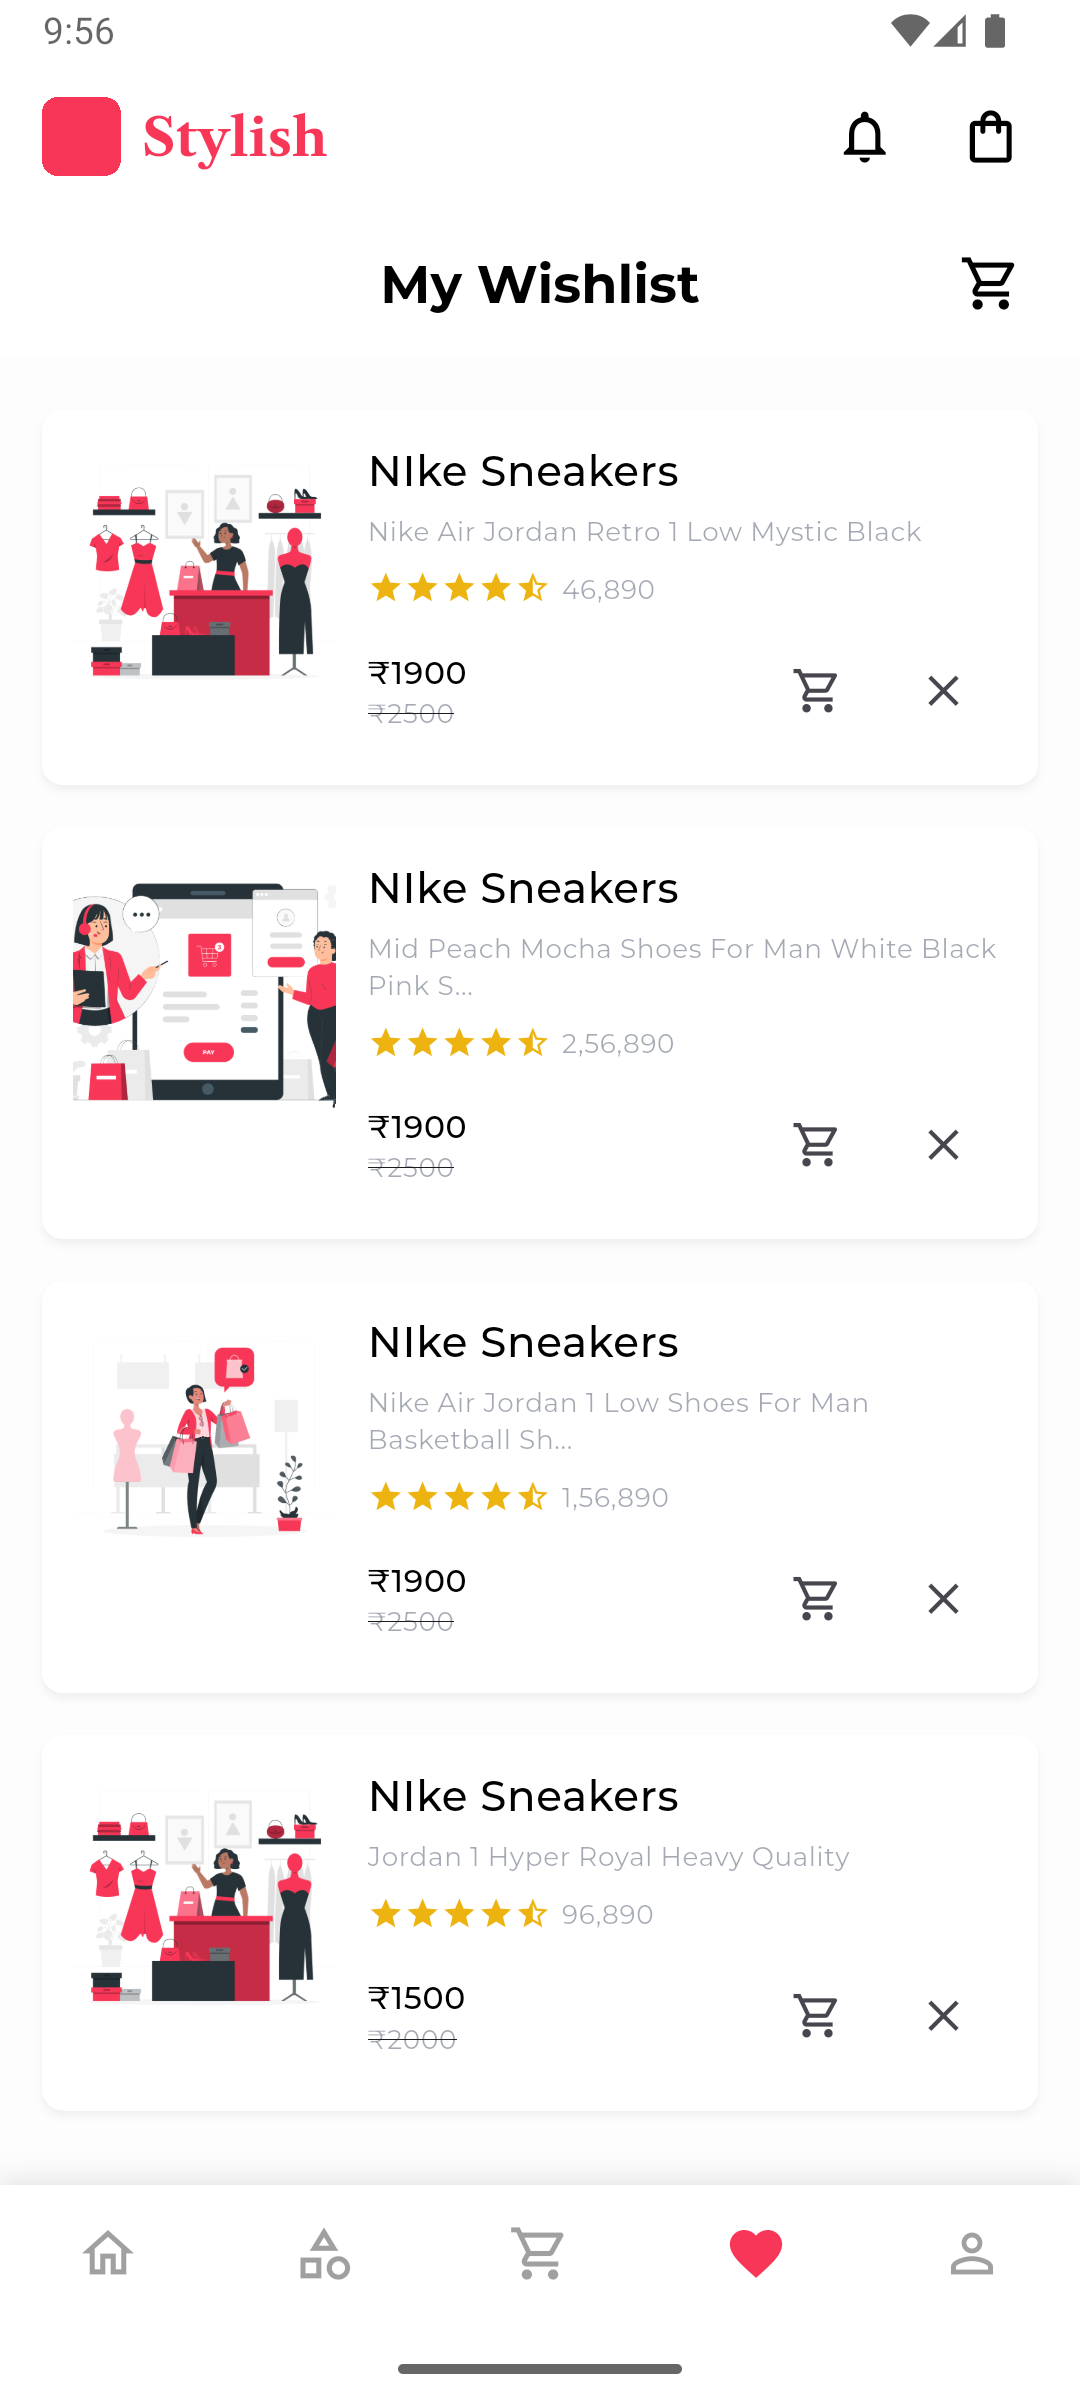 9:56
Stylish
My Wishlist
NIke Sneakers
Nike Air Jordan Retro 1 Low Mystic Black
46,890
₹1900
₹2500
NIke Sneakers
Mid Peach Mocha Shoes For Man White Black
Pink S...
2,56,890
₹1900
₹2500
3
PAY
NIke Sneakers
Nike Air Jordan 1 Low Shoes For Man
Basketball Sh...
1,56,890
₹1900
₹2500
NIke Sneakers
Jordan 1 Hyper Royal Heavy Quality
96,890
₹1500
₹2000